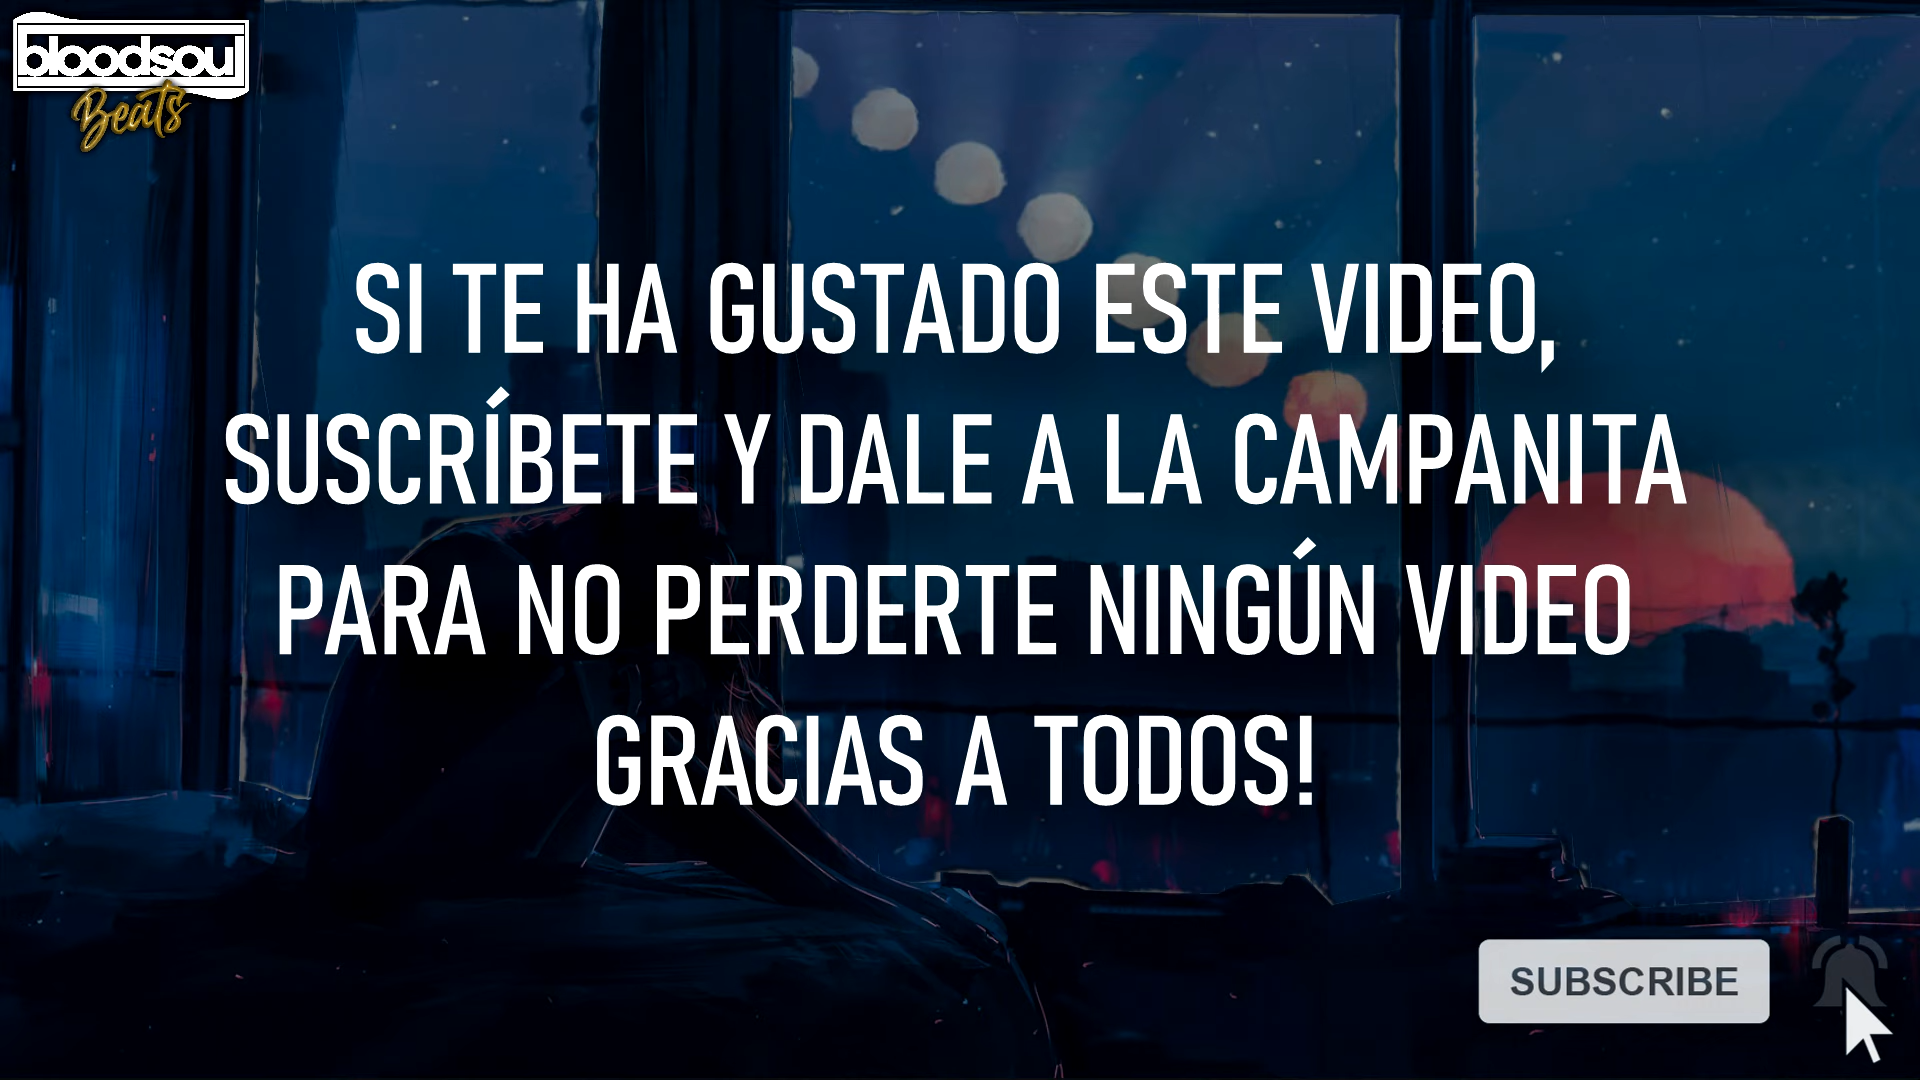 bloodsoul
Beats
SI TE HA GUSTADO ESTE VIDEO,
SUSCRÍBETE Y DALE A LA CAMPANITA
PARA NO PERDERTE NINGÚN VIDEO
GRACIAS A TODOS!
SUBSCRIBE